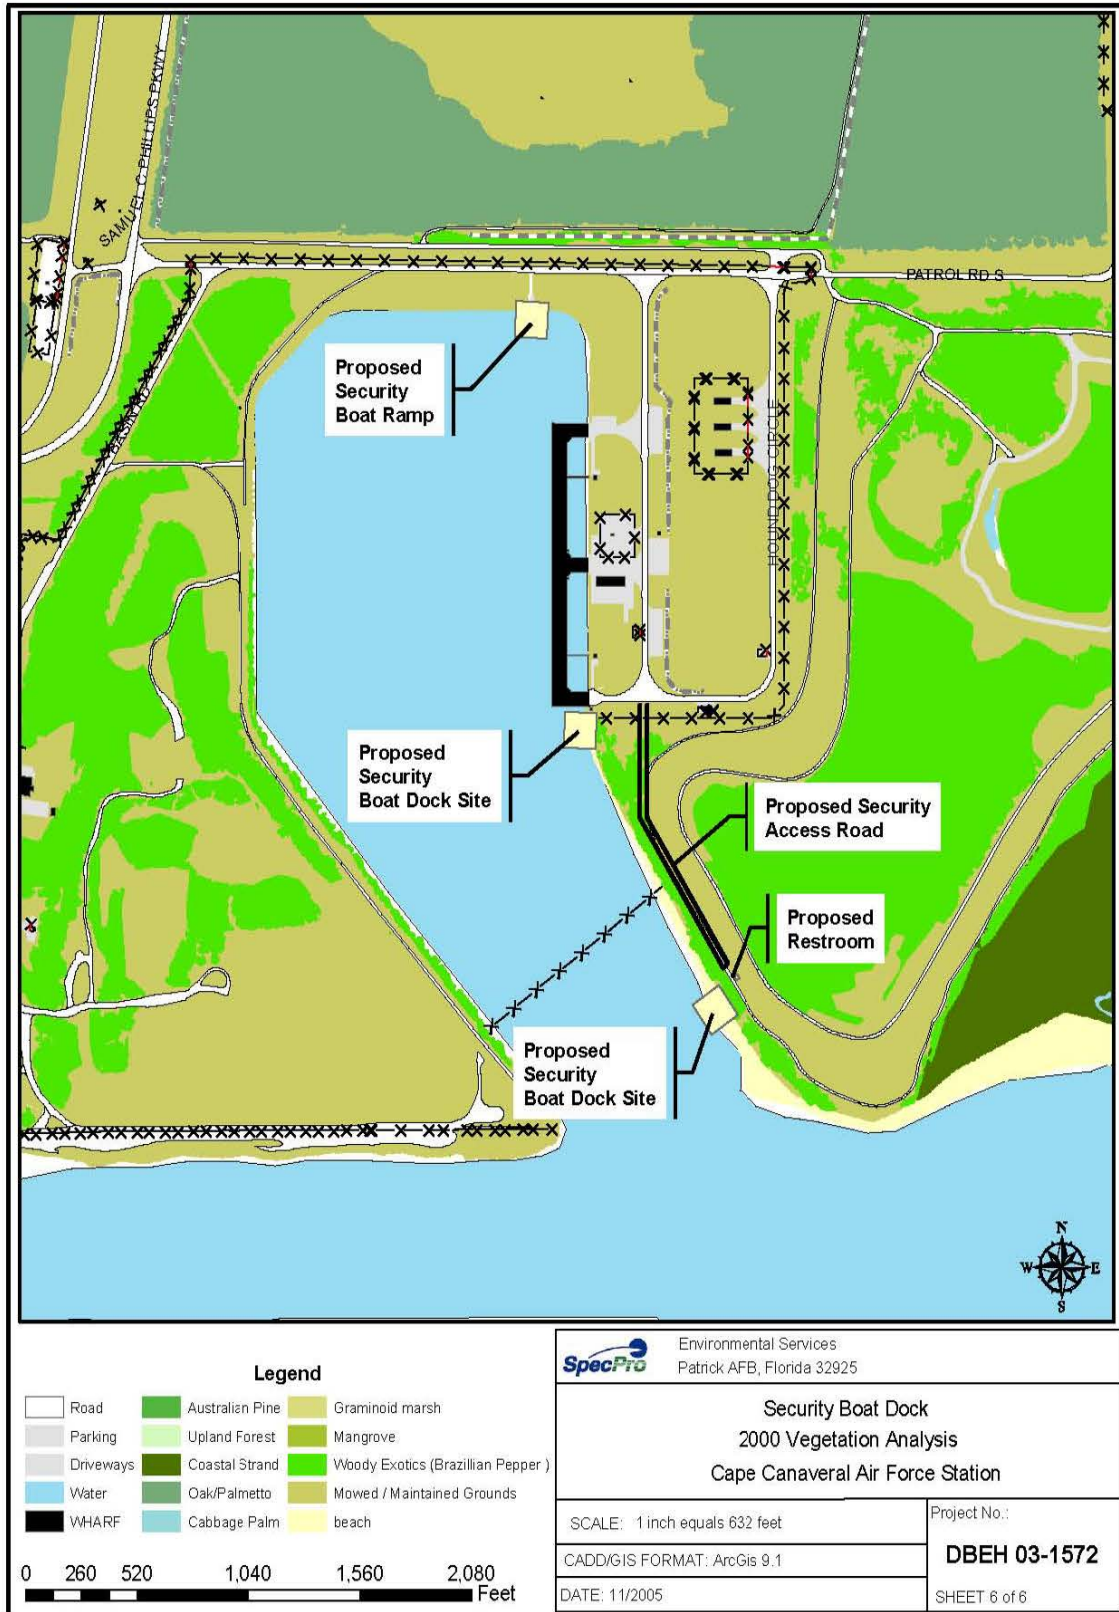 SAMUEL C PHILLIPS PKWY
PATROL RD S
HOUND DOG CIRCLE
Proposed
Security
Boat Ramp
Proposed
Security
Boat Dock Site
Proposed Security
Access Road
Proposed
Restroom
Proposed
Security
Boat Dock Site
N
W E
S
Legend
Road
Parking
Driveways
Water
WHARF
Australian Pine
Upland Forest
Coastal Strand
Oak/Palmetto
Cabbage Palm
Graminoid marsh
Mangrove
Woody Exotics (Brazillian Pepper )
Mowed / Maintained Grounds
beach
0 260 520 1,040 1,560 2,080
Feet
SpecPro
Environmental Services
Patrick AFB, Florida 32925
Security Boat Dock
2000 Vegetation Analysis
Cape Canaveral Air Force Station
SCALE: 1 inch equals 632 feet
CADD/GIS FORMAT: ArcGis 9.1
DATE: 11/2005
Project No.:
DBEH 03-1572
SHEET 6 of 6